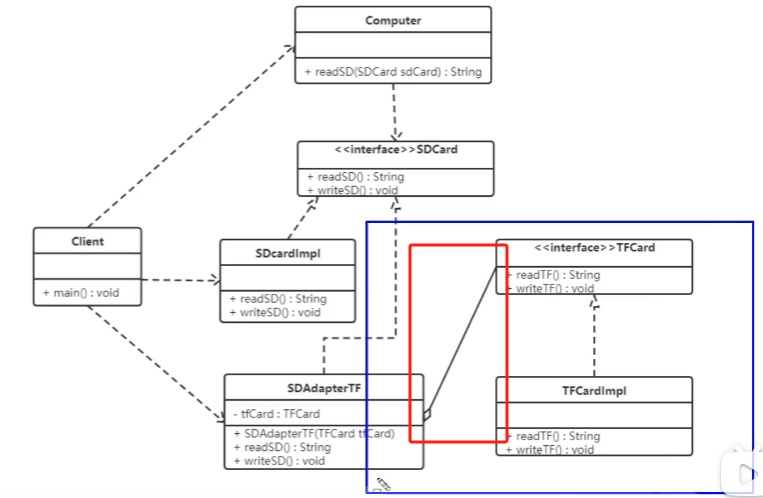 Computer
+ readSD(SDCard sdCard) : String
<<interface>>SDCard
+ readSD() : String
+ writeSD() : void
Client
+ main() : void
SDcardImpl
+ readSD() : String
+ writeSD() : void
<<interface>>TFCard
+ readTF() : String
+ writeTF() : void
SDAdapterTF
- tfCard : TFCard
+ SDAdapterTF(TFCard tfCard)
+ readSD() : String
+ writeSD() : void
TFCardImpl
+ readTF() : String
+ writeTF() : void